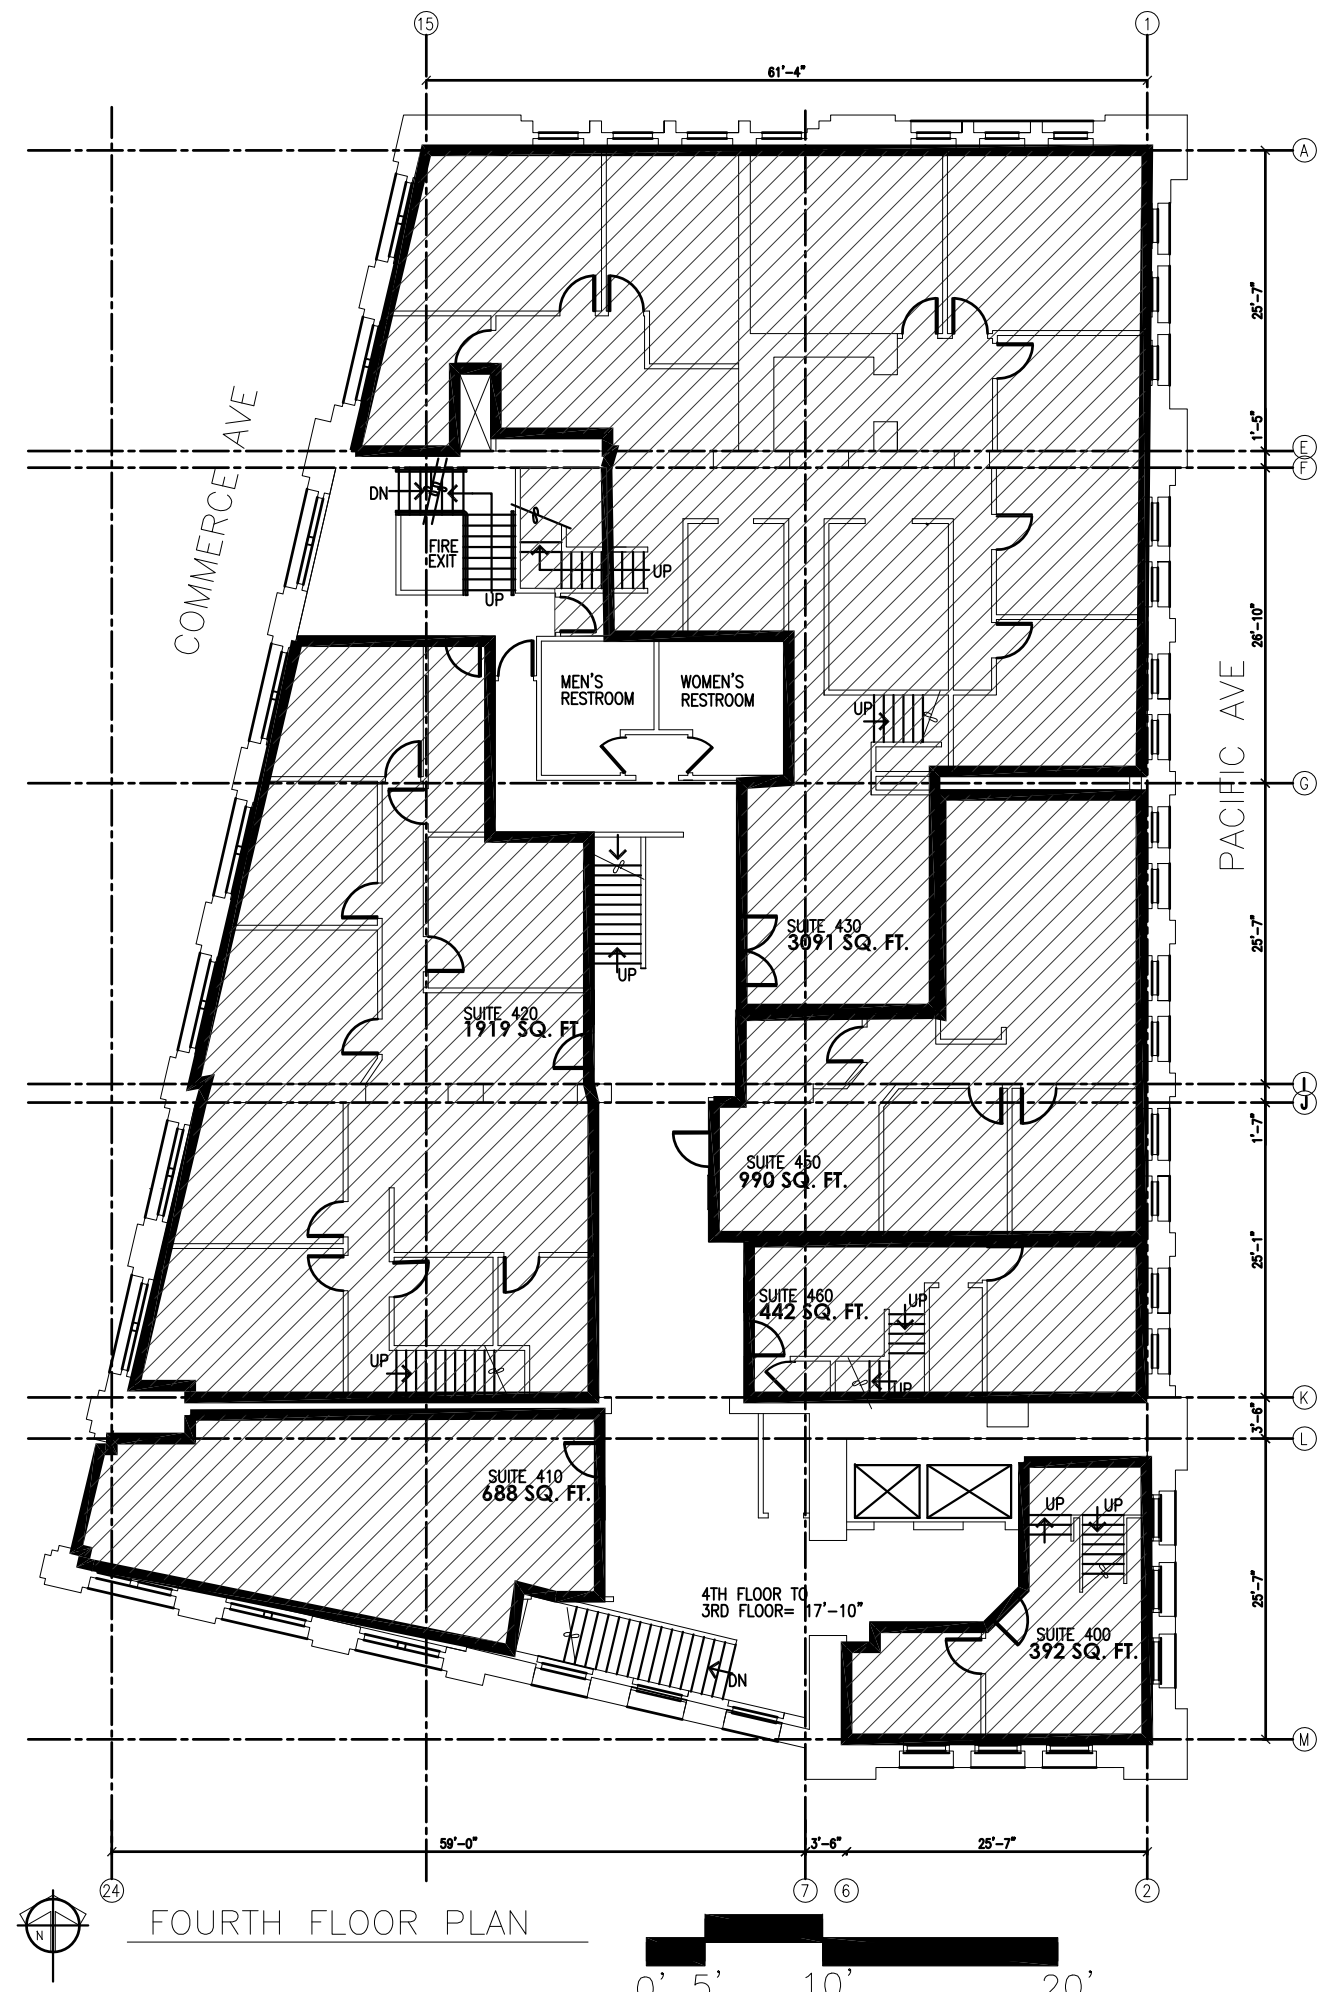 15
1
61'-4"
A
25'-7"
COMMERCE AVE
1'-5"
E
F
DN
FIRE
EXIT
UP
UP
26'-10"
MEN'S
RESTROOM
WOMEN'S
RESTROOM
PACIFIC AVE
UP
G
SUITE 430
3091 SQ. FT.
25'-7"
UP
SUITE 420
1919 SQ. FT.
I
J
1'-7"
SUITE 450
990 SQ. FT.
25'-1"
SUITE 460
442 SQ. FT.
UP
UP
UP
K
3'-6"
L
SUITE 410
688 SQ. FT.
UP
UP
4TH FLOOR TO
3RD FLOOR= 17'-10"
25'-7"
SUITE 400
392 SQ. FT.
DN
M
59'-0"
3'-6"
25'-7"
24
7
6
2
N
FOURTH FLOOR PLAN
0' 5' 10' 20'